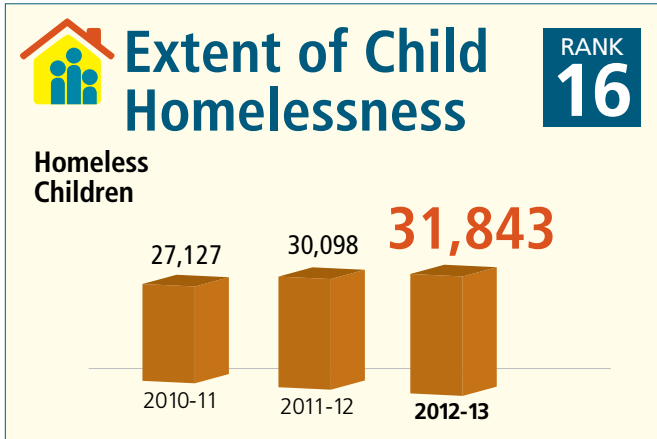 Extent of Child
Homelessness
RANK
16
Homeless
Children
27,127
30,098
31,843
2010-11
2011-12
2012-13